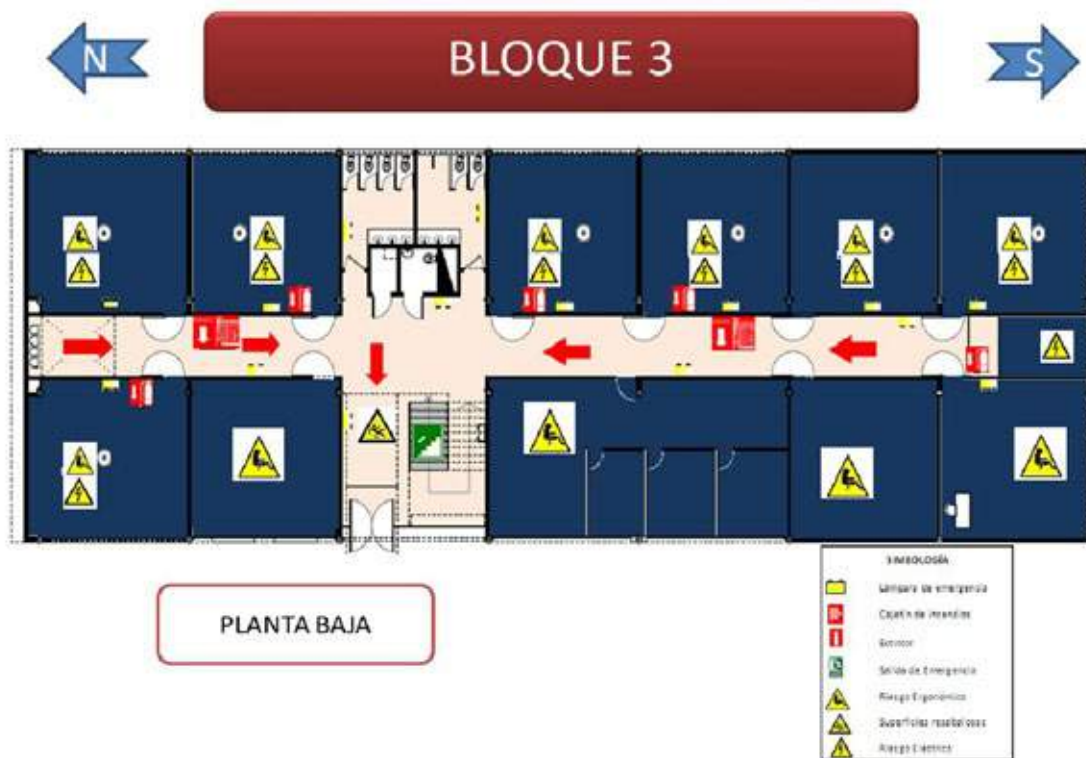 N
BLOQUE 3
S
PLANTA BAJA
SIMBOLOGÍA
Lámpara de emergencia
Cajetín de incendios
Extintor
Salida de Emergencia
Riesgo Ergonómico
Superficies resbalosas
Riesgo Eléctrico